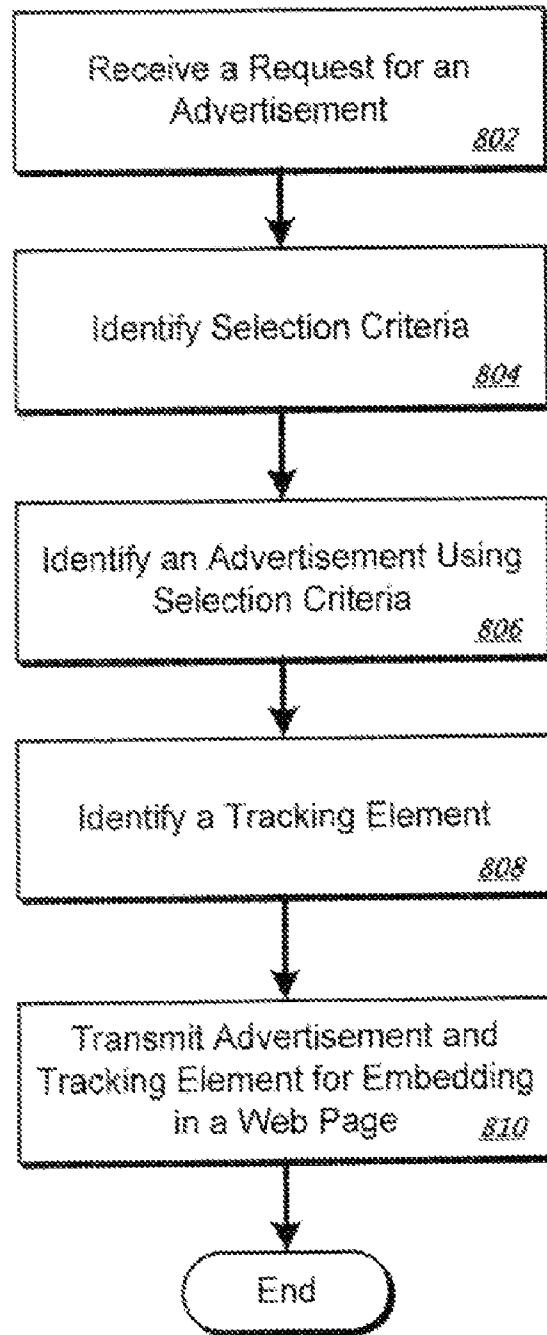 Receive a Request for an
Advertisement
802
Identify Selection Criteria
804
Identify an Advertisement Using
Selection Criteria
806
Identify a Tracking Element
808
Transmit Advertisement and
Tracking Element for Embedding
in a Web Page 810
End